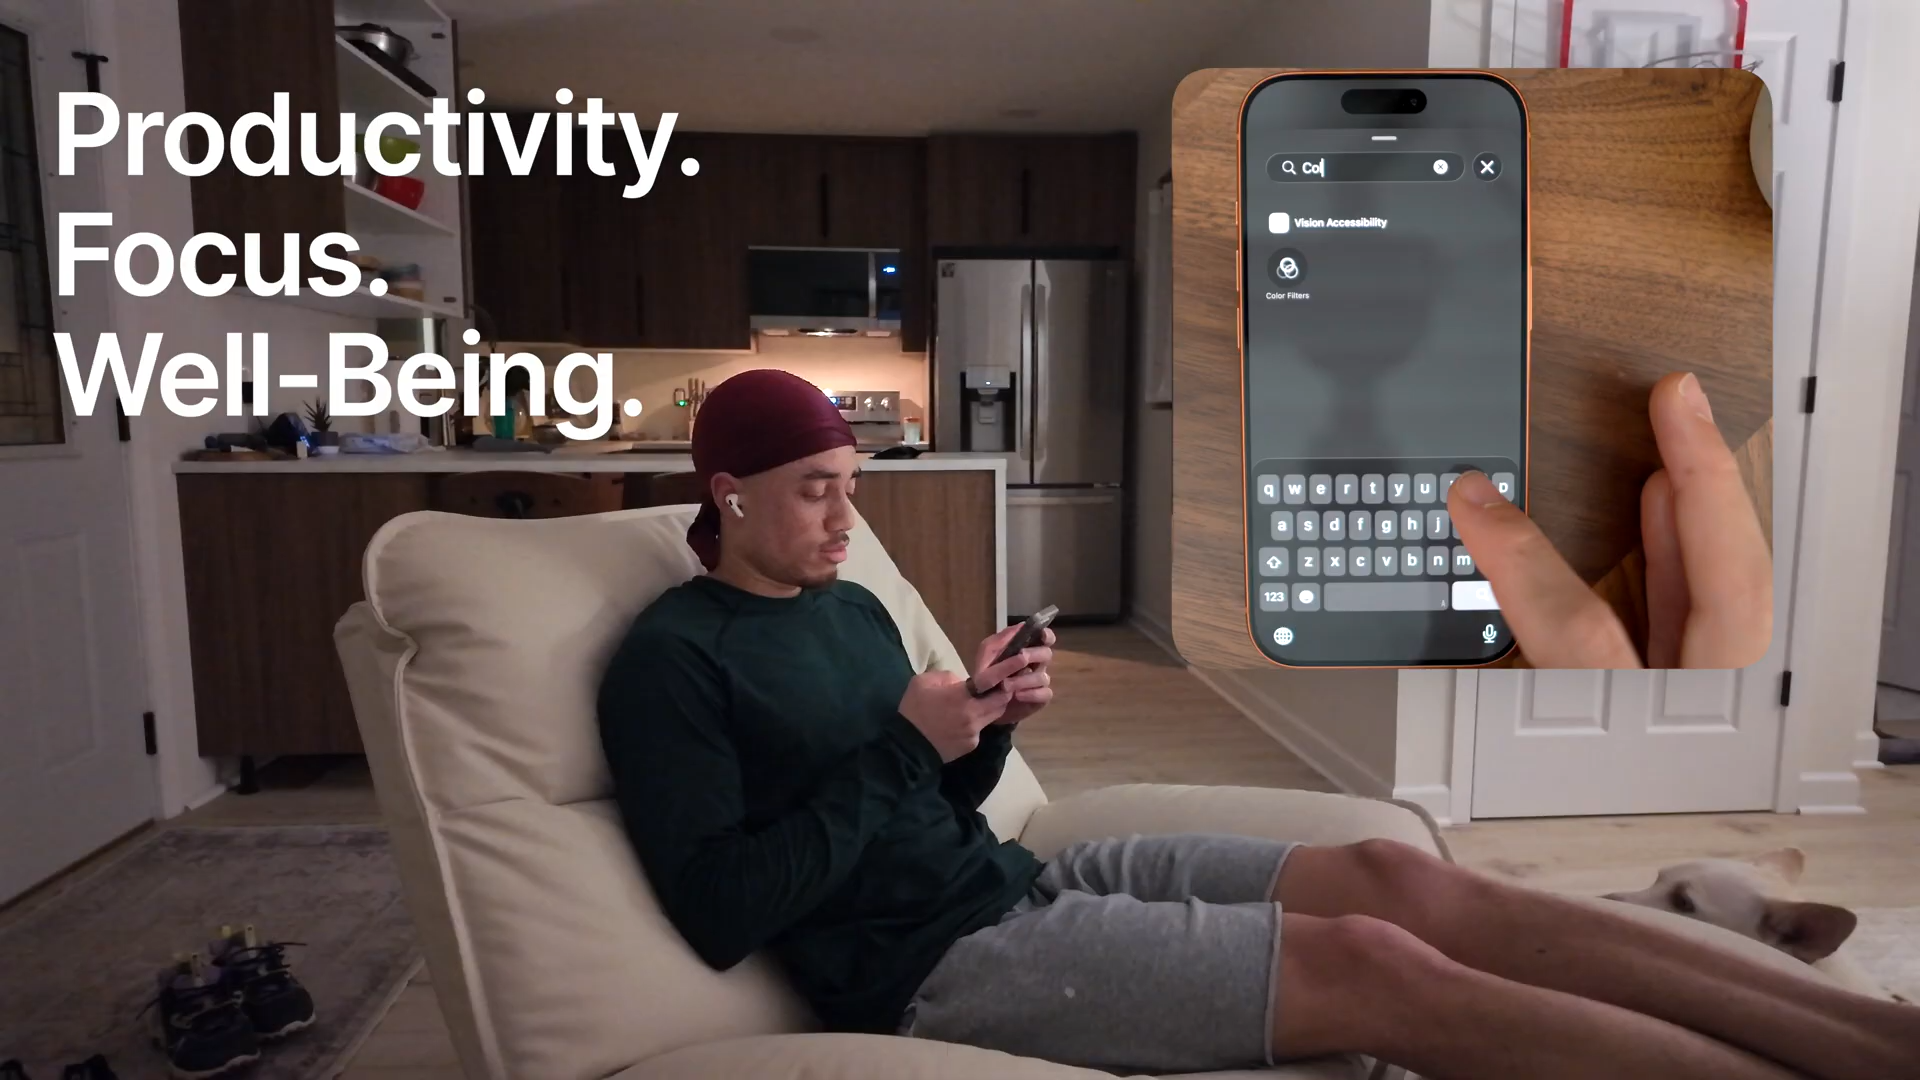 Productivity.
Focus.
Well-Being.
Col
Vision Accessibility
Color Filters
q w e r t y u p
a s d f g h j
z x c v b n m
123